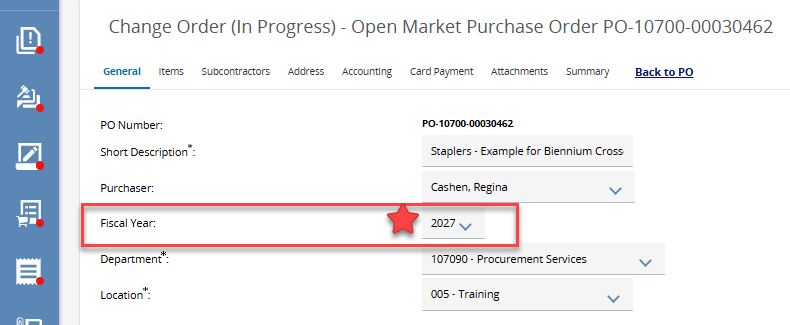 Change Order (In Progress) - Open Market Purchase Order PO-10700-00030462
General Items Subcontractors Address Accounting Card Payment Attachments Summary Back to PO
PO Number: PO-10700-00030462
Short Description*: Staplers - Example for Biennium Cross
Purchaser: Cashen, Regina
Fiscal Year: 2027
Department*: 107090 - Procurement Services
Location*: 005 - Training